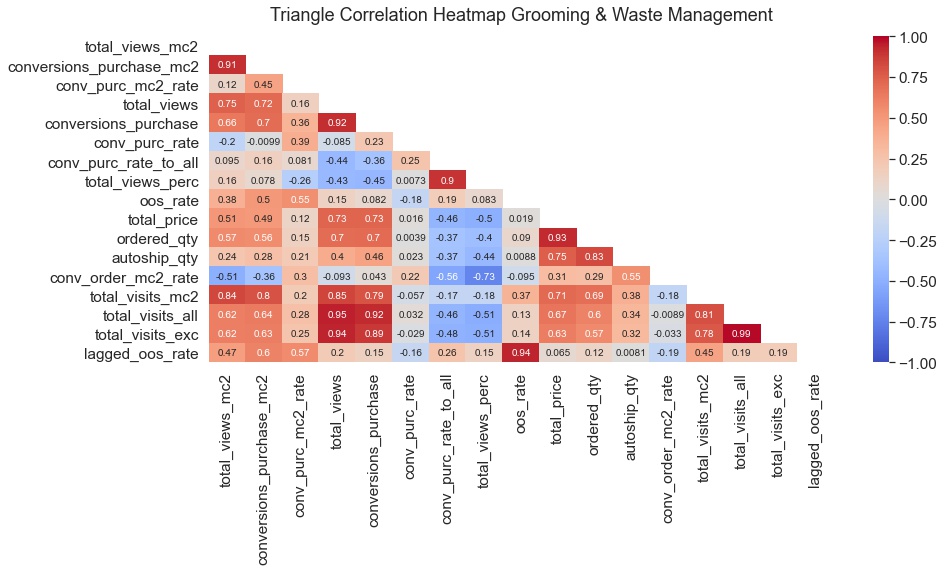 Triangle Correlation Heatmap Grooming & Waste Management
total_views_mc2
conversions_purchase_mc2 0.91
conv_purc_mc2_rate 0.12 0.45
total_views 0.75 0.72 0.16
conversions_purchase 0.66 0.7 0.36 0.92
conv_purc_rate -0.2 -0.0099 0.39 -0.085 0.23
conv_purc_rate_to_all 0.095 0.16 0.081 -0.44 -0.36 0.25
total_views_perc 0.16 0.078 -0.26 -0.43 -0.45 0.0073 0.9
oos_rate 0.38 0.5 0.55 0.15 0.082 -0.18 0.19 0.083
total_price 0.51 0.49 0.12 0.73 0.73 0.016 -0.46 -0.5 0.019
ordered_qty 0.57 0.56 0.15 0.7 0.7 0.0039 -0.37 -0.4 0.09 0.93
autoship_qty 0.24 0.28 0.21 0.4 0.46 0.023 -0.37 -0.44 0.0088 0.75 0.83
conv_order_mc2_rate -0.51 -0.36 0.3 -0.093 0.043 0.22 -0.56 -0.73 -0.095 0.31 0.29 0.55
total_visits_mc2 0.84 0.8 0.2 0.85 0.79 -0.057 -0.17 -0.18 0.37 0.71 0.69 0.38 -0.18
total_visits_all 0.62 0.64 0.28 0.95 0.92 0.032 -0.46 -0.51 0.13 0.67 0.6 0.34 -0.0089 0.81
total_visits_exc 0.62 0.63 0.25 0.94 0.89 -0.029 -0.48 -0.51 0.14 0.63 0.57 0.32 -0.033 0.78 0.99
lagged_oos_rate 0.47 0.6 0.57 0.2 0.15 -0.16 0.26 0.15 0.94 0.065 0.12 0.0081 -0.19 0.45 0.19 0.19
total_views_mc2
conversions_purchase_mc2
conv_purc_mc2_rate
total_views
conversions_purchase
conv_purc_rate
conv_purc_rate_to_all
total_views_perc
oos_rate
total_price
ordered_qty
autoship_qty
conv_order_mc2_rate
total_visits_mc2
total_visits_all
total_visits_exc
lagged_oos_rate
1.00
0.75
0.50
0.25
0.00
−0.25
−0.50
−0.75
−1.00